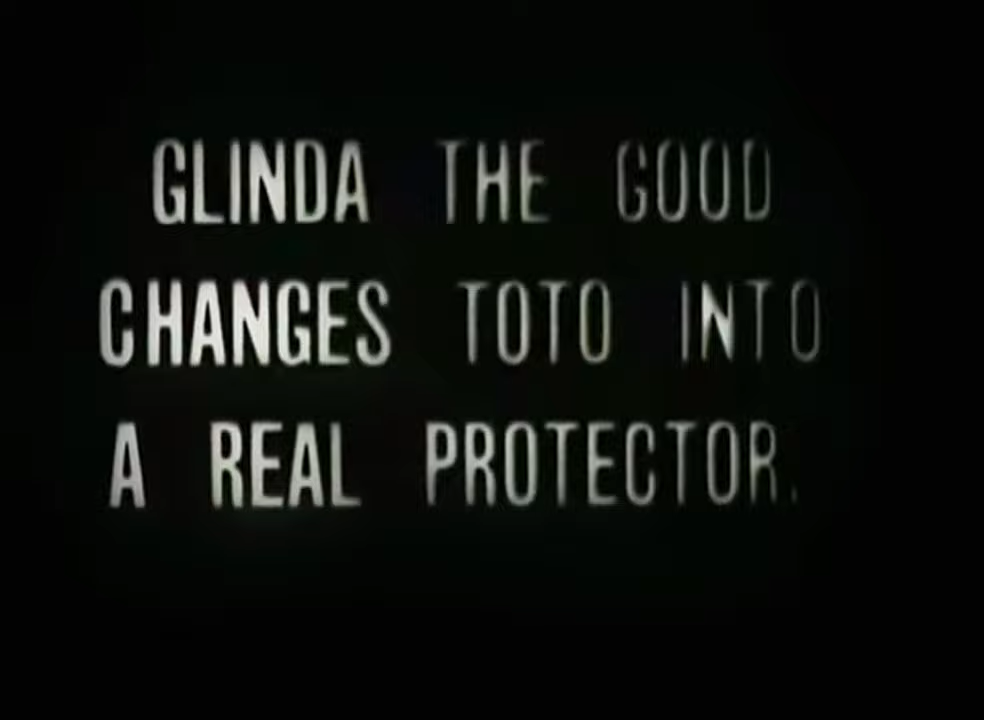 GLINDA THE GOOD
CHANGES TOTO INTO
A REAL PROTECTOR.